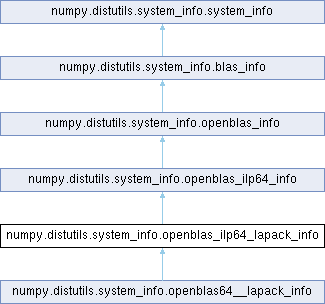 numpy.distutils.system_info.system_info
numpy.distutils.system_info.blas_info
numpy.distutils.system_info.openblas_info
numpy.distutils.system_info.openblas_ilp64_info
numpy.distutils.system_info.openblas_ilp64_lapack_info
numpy.distutils.system_info.openblas64__lapack_info